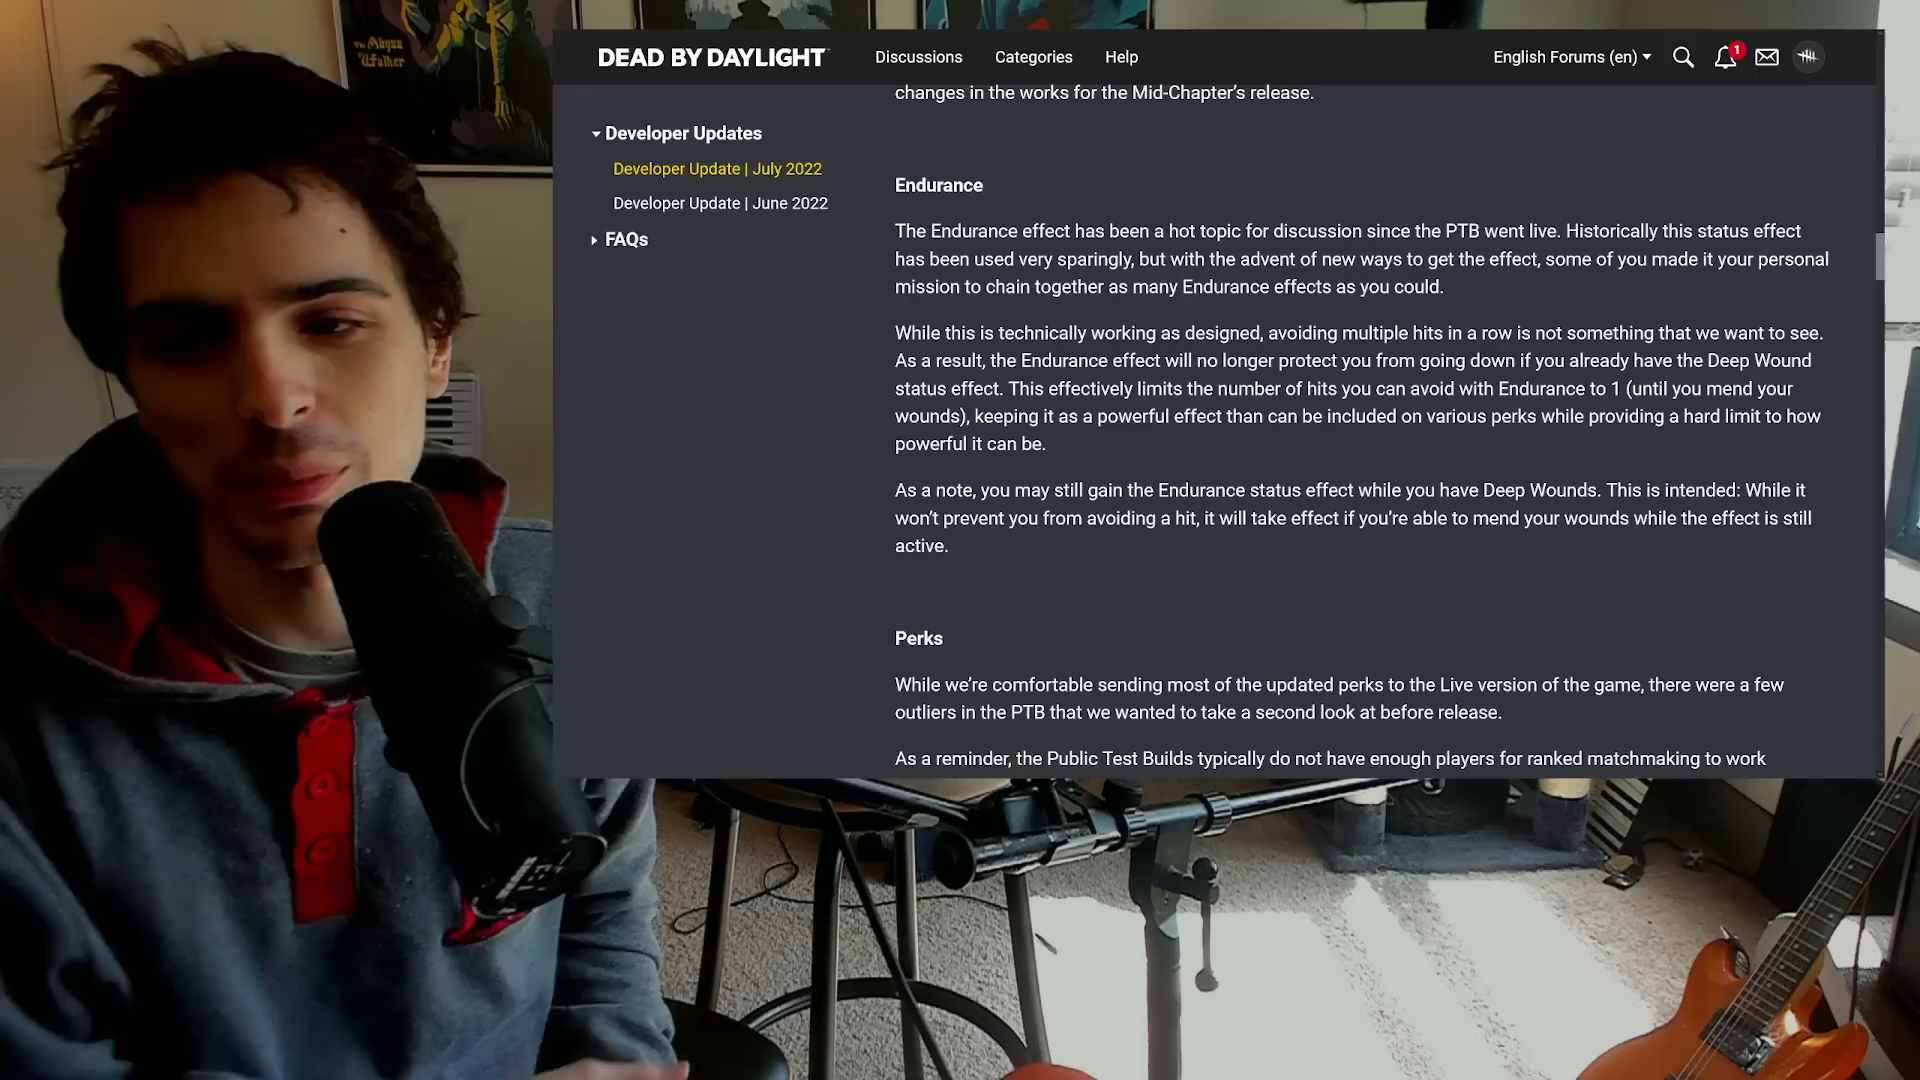 The Abyss
Walker
DEAD BY DAYLIGHT
Discussions
Categories
Help
English Forums (en)
1
changes in the works for the Mid-Chapter's release.
Developer Updates
Developer Update | July 2022
Developer Update | June 2022
FAQs
Endurance
The Endurance effect has been a hot topic for discussion since the PTB went live. Historically this status effect
has been used very sparingly, but with the advent of new ways to get the effect, some of you made it your personal
mission to chain together as many Endurance effects as you could.
While this is technically working as designed, avoiding multiple hits in a row is not something that we want to see.
As a result, the Endurance effect will no longer protect you from going down if you already have the Deep Wound
status effect. This effectively limits the number of hits you can avoid with Endurance to 1 (until you mend your
wounds), keeping it as a powerful effect than can be included on various perks while providing a hard limit to how
powerful it can be.
As a note, you may still gain the Endurance status effect while you have Deep Wounds. This is intended: While it
won't prevent you from avoiding a hit, it will take effect if you're able to mend your wounds while the effect is still
active.
Perks
While we're comfortable sending most of the updated perks to the Live version of the game, there were a few
outliers in the PTB that we wanted to take a second look at before release.
As a reminder, the Public Test Builds typically do not have enough players for ranked matchmaking to work